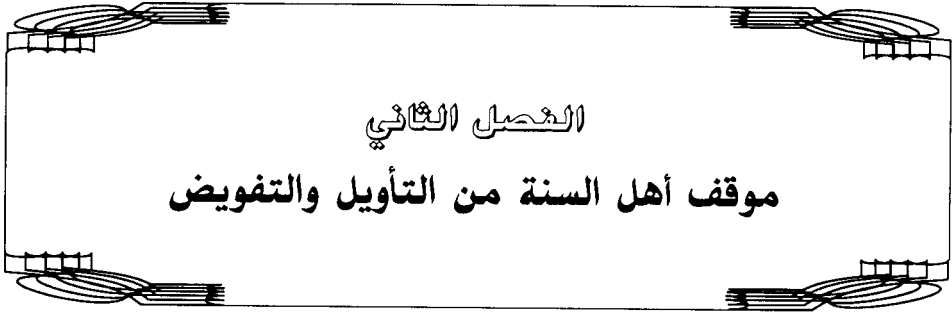 الفصل الثاني
موقف أهل السنة من التأويل والتفويض